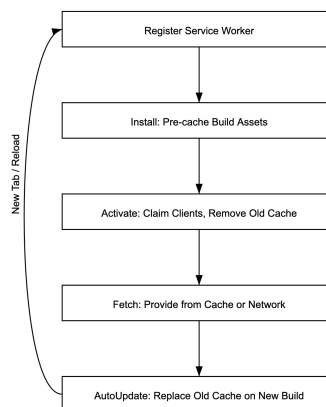 Register Service Worker
Install: Pre-cache Build Assets
New Tab / Reload
Activate: Claim Clients, Remove Old Cache
Fetch: Provide from Cache or Network
AutoUpdate: Replace Old Cache on New Build